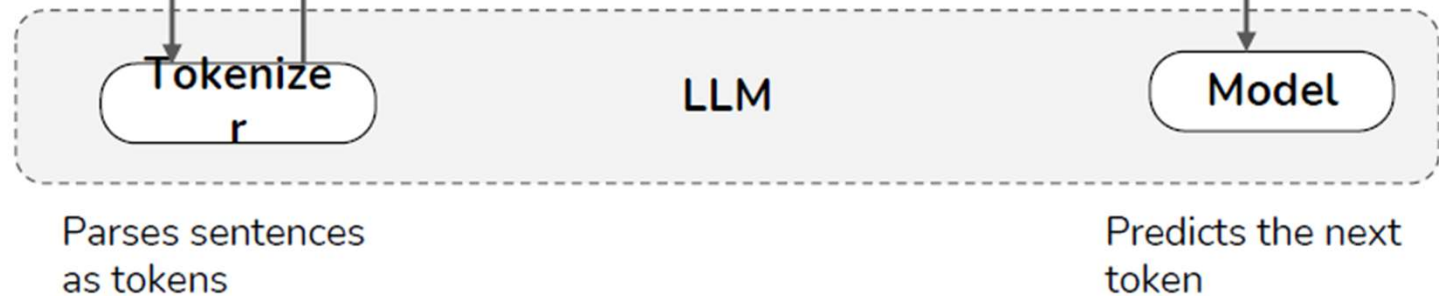 Tokenize
r
LLM
Model
Parses sentences
as tokens
Predicts the next
token